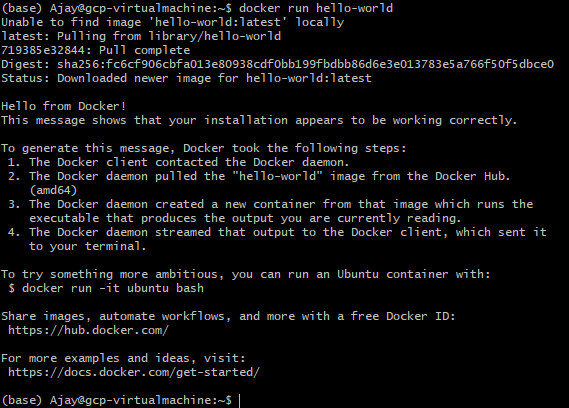 (base) Ajay@gcp-virtualmachine:~$ docker run hello-world
Unable to find image 'hello-world:latest' locally
latest: Pulling from library/hello-world
719385e32844: Pull complete
Digest: sha256:fc6cf906cbfa013e80938cdf0bb199fbdbb86d6e3e013783e5a766f50f5dbce0
Status: Downloaded newer image for hello-world:latest

Hello from Docker!
This message shows that your installation appears to be working correctly.

To generate this message, Docker took the following steps:
 1. The Docker client contacted the Docker daemon.
 2. The Docker daemon pulled the "hello-world" image from the Docker Hub.
    (amd64)
 3. The Docker daemon created a new container from that image which runs the
    executable that produces the output you are currently reading.
 4. The Docker daemon streamed that output to the Docker client, which sent it
    to your terminal.

To try something more ambitious, you can run an Ubuntu container with:
 $ docker run -it ubuntu bash

Share images, automate workflows, and more with a free Docker ID:
 https://hub.docker.com/

For more examples and ideas, visit:
 https://docs.docker.com/get-started/

(base) Ajay@gcp-virtualmachine:~$